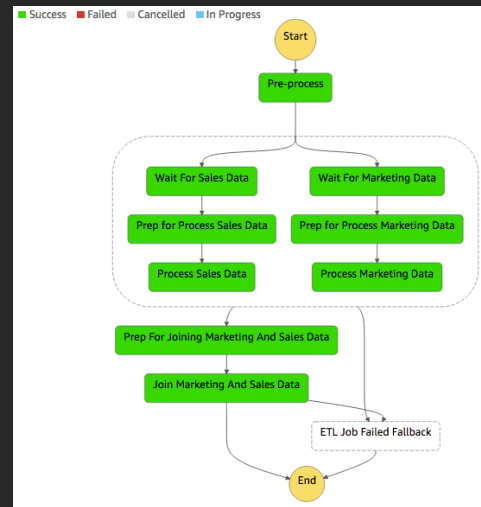 Success Failed Cancelled In Progress
Start
Pre-process
Wait For Sales Data Wait For Marketing Data
Prep for Process Sales Data Prep for Process Marketing Data
Process Sales Data Process Marketing Data
Prep For Joining Marketing And Sales Data
Join Marketing And Sales Data
ETL Job Failed Fallback
End